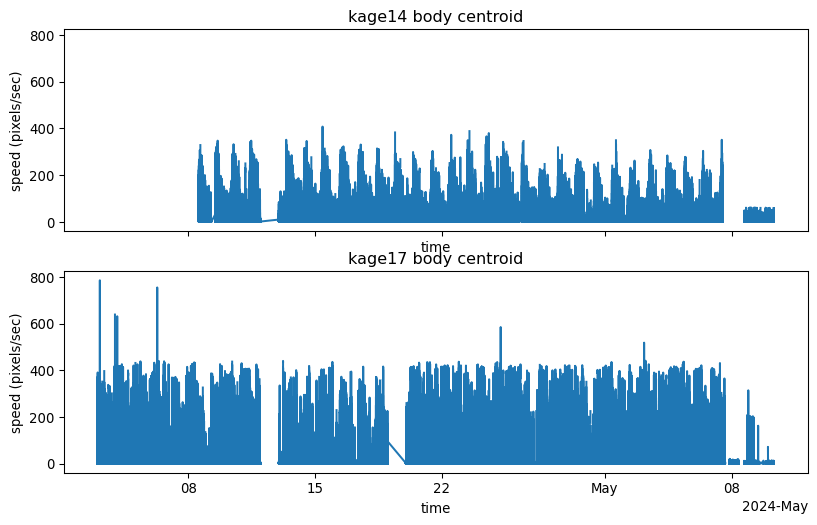 kage14 body centroid
800
600
400
200
0
speed (pixels/sec)
time
kage17 body centroid
800
600
400
200
0
speed (pixels/sec)
08
15
22
May
08
time
2024-May